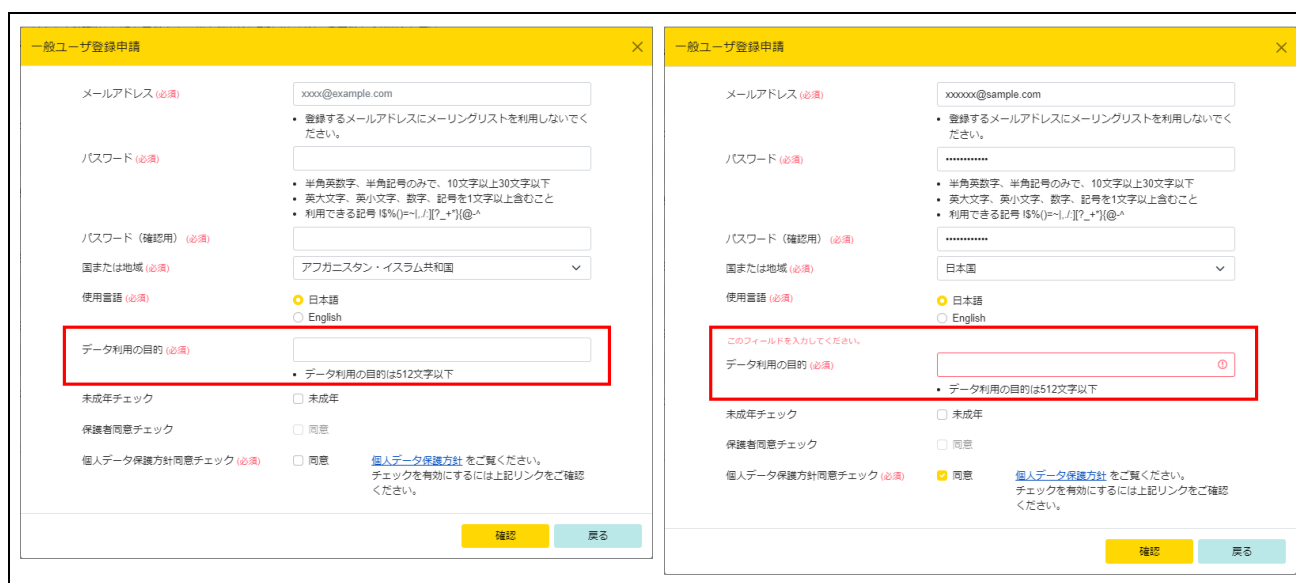 一般ユーザ登録申請
メールアドレス (必須)
xxxx@example.com
• 登録するメールアドレスにメーリングリストを利用しないでく
ださい。
パスワード (必須)
• 半角英数字、半角記号のみで、10文字以上30文字以下
• 英大文字、英小文字、数字、記号を1文字以上含むこと
• 利用できる記号 !$%()=~|,./:][?_+*}{@-^
パスワード（確認用） (必須)
国または地域 (必須)
アフガニスタン・イスラム共和国
使用言語 (必須)
日本語
English
データ利用の目的 (必須)
• データ利用の目的は512文字以下
未成年チェック
未成年
保護者同意チェック
同意
個人データ保護方針同意チェック (必須)
同意
個人データ保護方針 をご覧ください。
チェックを有効にするには上記リンクをご確認
ください。
確認
戻る
一般ユーザ登録申請
メールアドレス (必須)
xxxxxx@sample.com
• 登録するメールアドレスにメーリングリストを利用しないでく
ださい。
パスワード (必須)
••••••••••••
• 半角英数字、半角記号のみで、10文字以上30文字以下
• 英大文字、英小文字、数字、記号を1文字以上含むこと
• 利用できる記号 !$%()=~|,./:][?_+*}{@-^
パスワード（確認用） (必須)
••••••••••••
国または地域 (必須)
日本国
使用言語 (必須)
日本語
English
このフィールドを入力してください。
データ利用の目的 (必須)
• データ利用の目的は512文字以下
未成年チェック
未成年
保護者同意チェック
同意
個人データ保護方針同意チェック (必須)
同意
個人データ保護方針 をご覧ください。
チェックを有効にするには上記リンクをご確認
ください。
確認
戻る